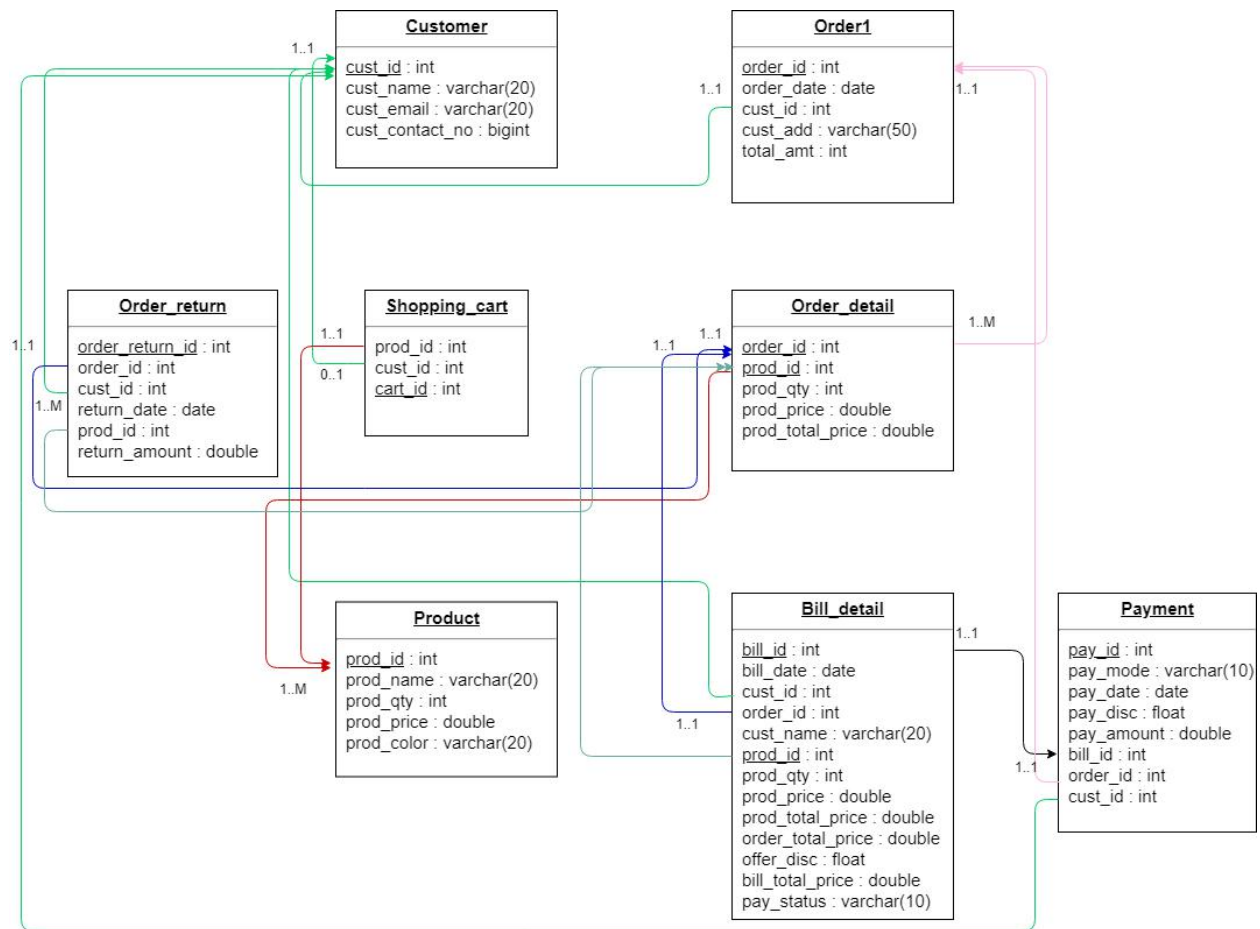 Customer
cust_id : int
cust_name : varchar(20)
cust_email : varchar(20)
cust_contact_no : bigint
1..1
Order1
order_id : int
order_date : date
cust_id : int
cust_add : varchar(50)
total_amt : int
1..1
1..1
Order_return
order_return_id : int
order_id : int
cust_id : int
return_date : date
prod_id : int
return_amount : double
1..1
1..M
Shopping_cart
prod_id : int
cust_id : int
cart_id : int
1..1
0..1
Order_detail
order_id : int
prod_id : int
prod_qty : int
prod_price : double
prod_total_price : double
1..1
1..1
1..M
Product
prod_id : int
prod_name : varchar(20)
prod_qty : int
prod_price : double
prod_color : varchar(20)
1..M
Bill_detail
bill_id : int
bill_date : date
cust_id : int
order_id : int
cust_name : varchar(20)
prod_id : int
prod_qty : int
prod_price : double
prod_total_price : double
order_total_price : double
offer_disc : float
bill_total_price : double
pay_status : varchar(10)
1..1
1..1
Payment
pay_id : int
pay_mode : varchar(10)
pay_date : date
pay_disc : float
pay_amount : double
bill_id : int
order_id : int
cust_id : int
1..1